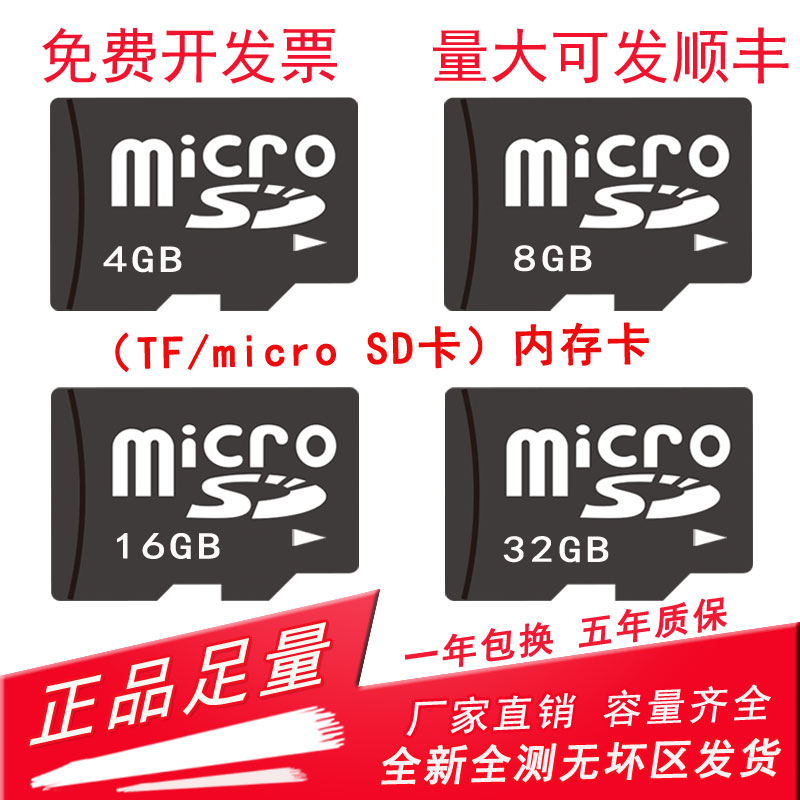 免费开发票
量大可发顺丰
micro
SD
4GB
micro
SD
8GB
（TF/micro SD卡）内存卡
micro
SD
16GB
micro
SD
32GB
正品足量
一年包换 五年质保
厂家直销 容量齐全
全新全测无坏区发货